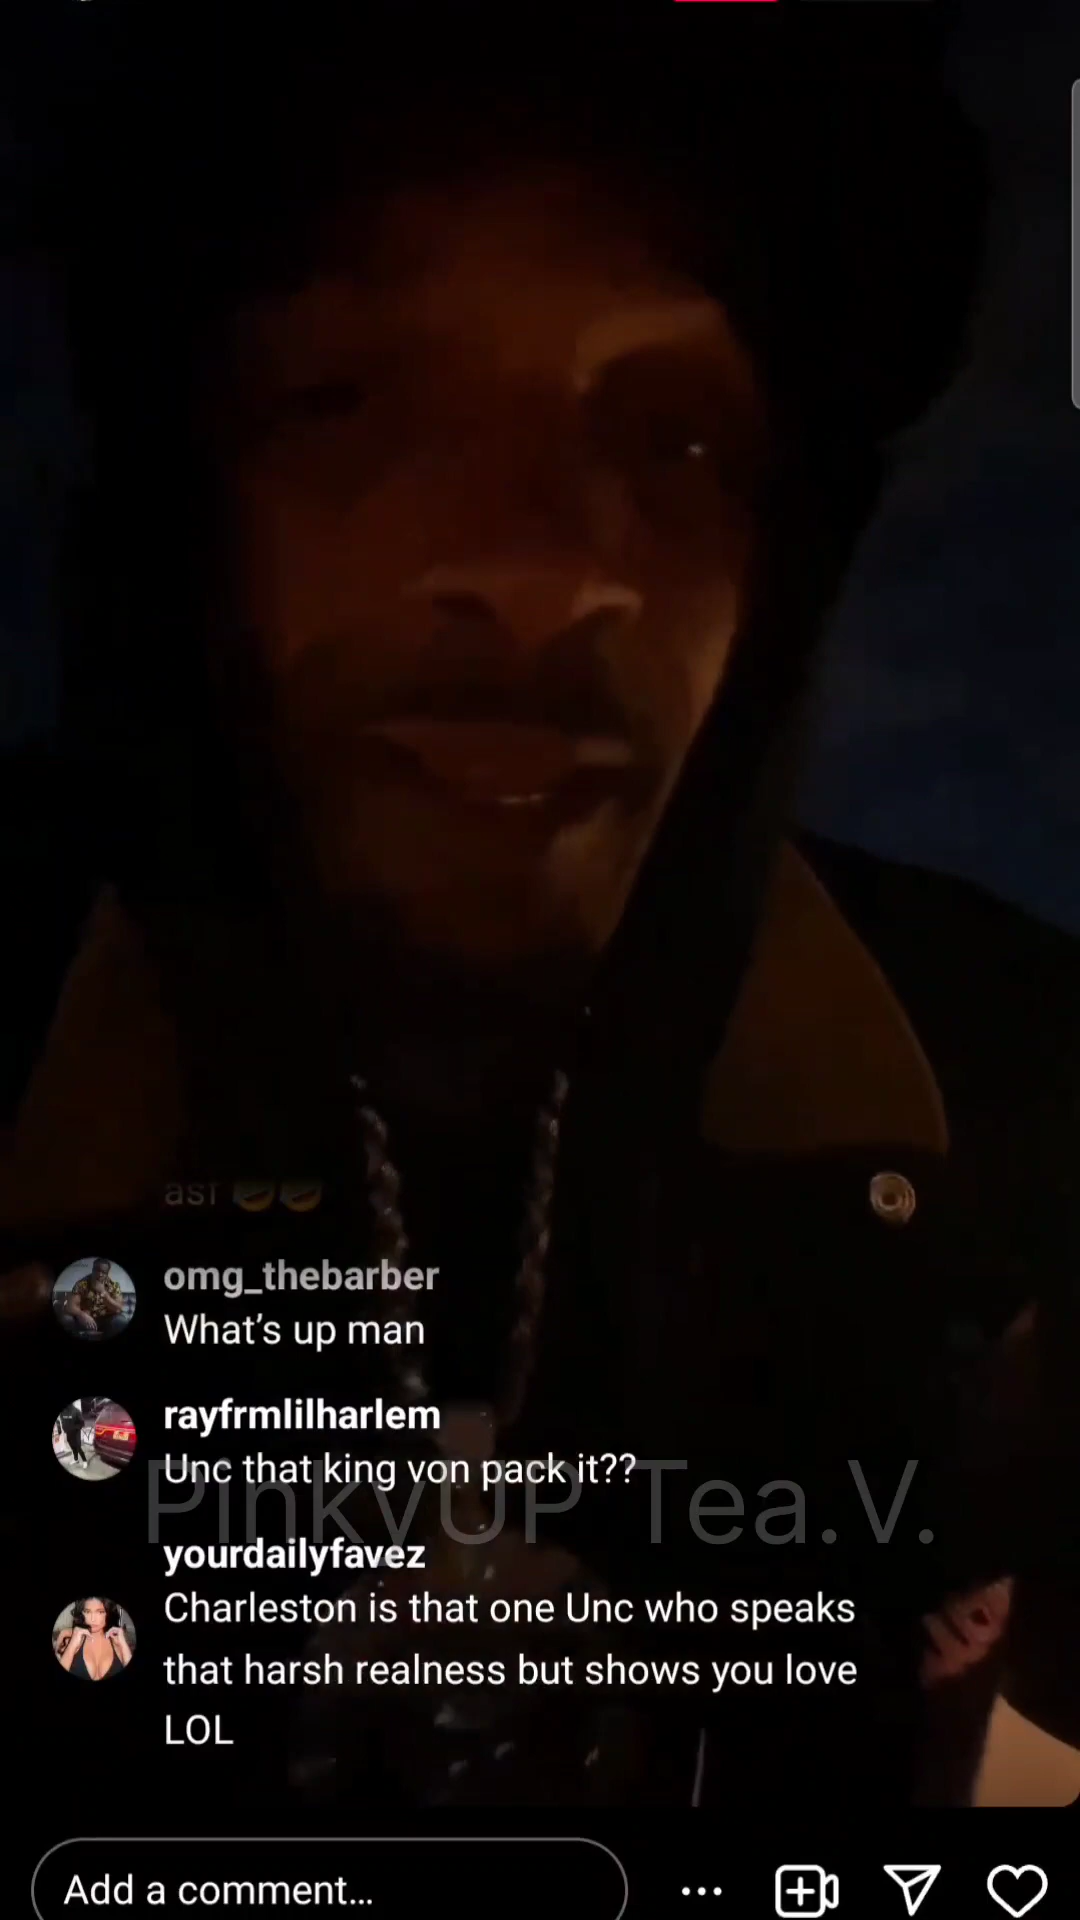 asf
omg_thebarber
What's up man
rayfrmlilharlem
Unc that king von pack it??
PinkyUP Tea.V.
yourdailyfavez
Charleston is that one Unc who speaks
that harsh realness but shows you love
LOL
Add a comment...